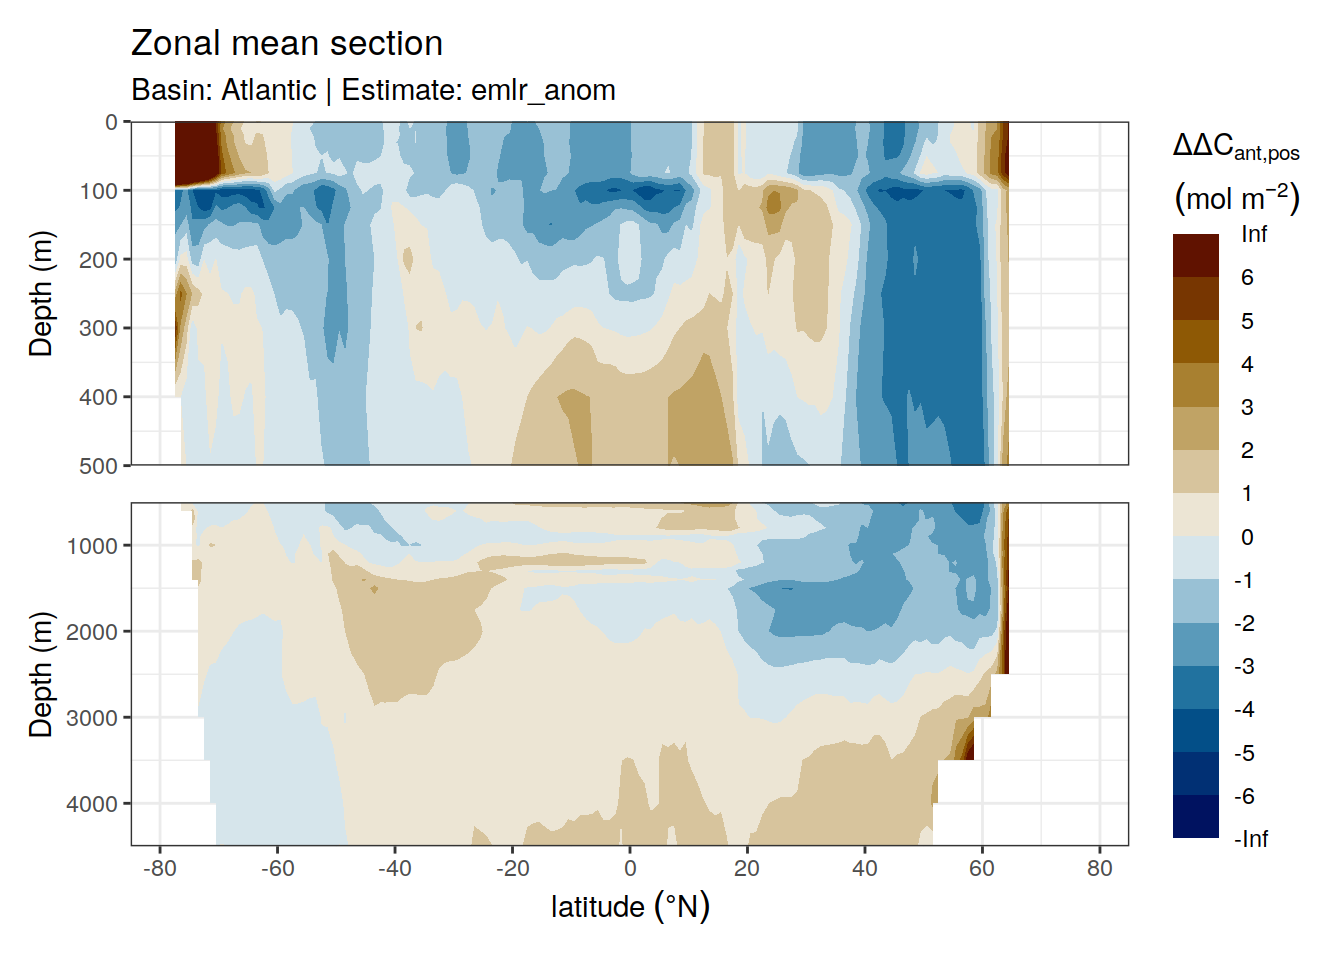 Zonal mean section
Basin: Atlantic | Estimate: emlr_anom
ΔΔCant,pos
(mol m−2)
Inf
6
5
4
3
2
1
0
-1
-2
-3
-4
-5
-6
-Inf
Depth (m)
0
100
200
300
400
500
Depth (m)
1000
2000
3000
4000
-80 -60 -40 -20 0 20 40 60 80
latitude (°N)